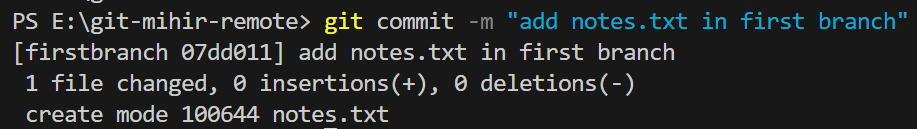 PS E:\git-mihir-remote> git commit -m "add notes.txt in first branch"
[firstbranch 07dd011] add notes.txt in first branch
 1 file changed, 0 insertions(+), 0 deletions(-)
 create mode 100644 notes.txt